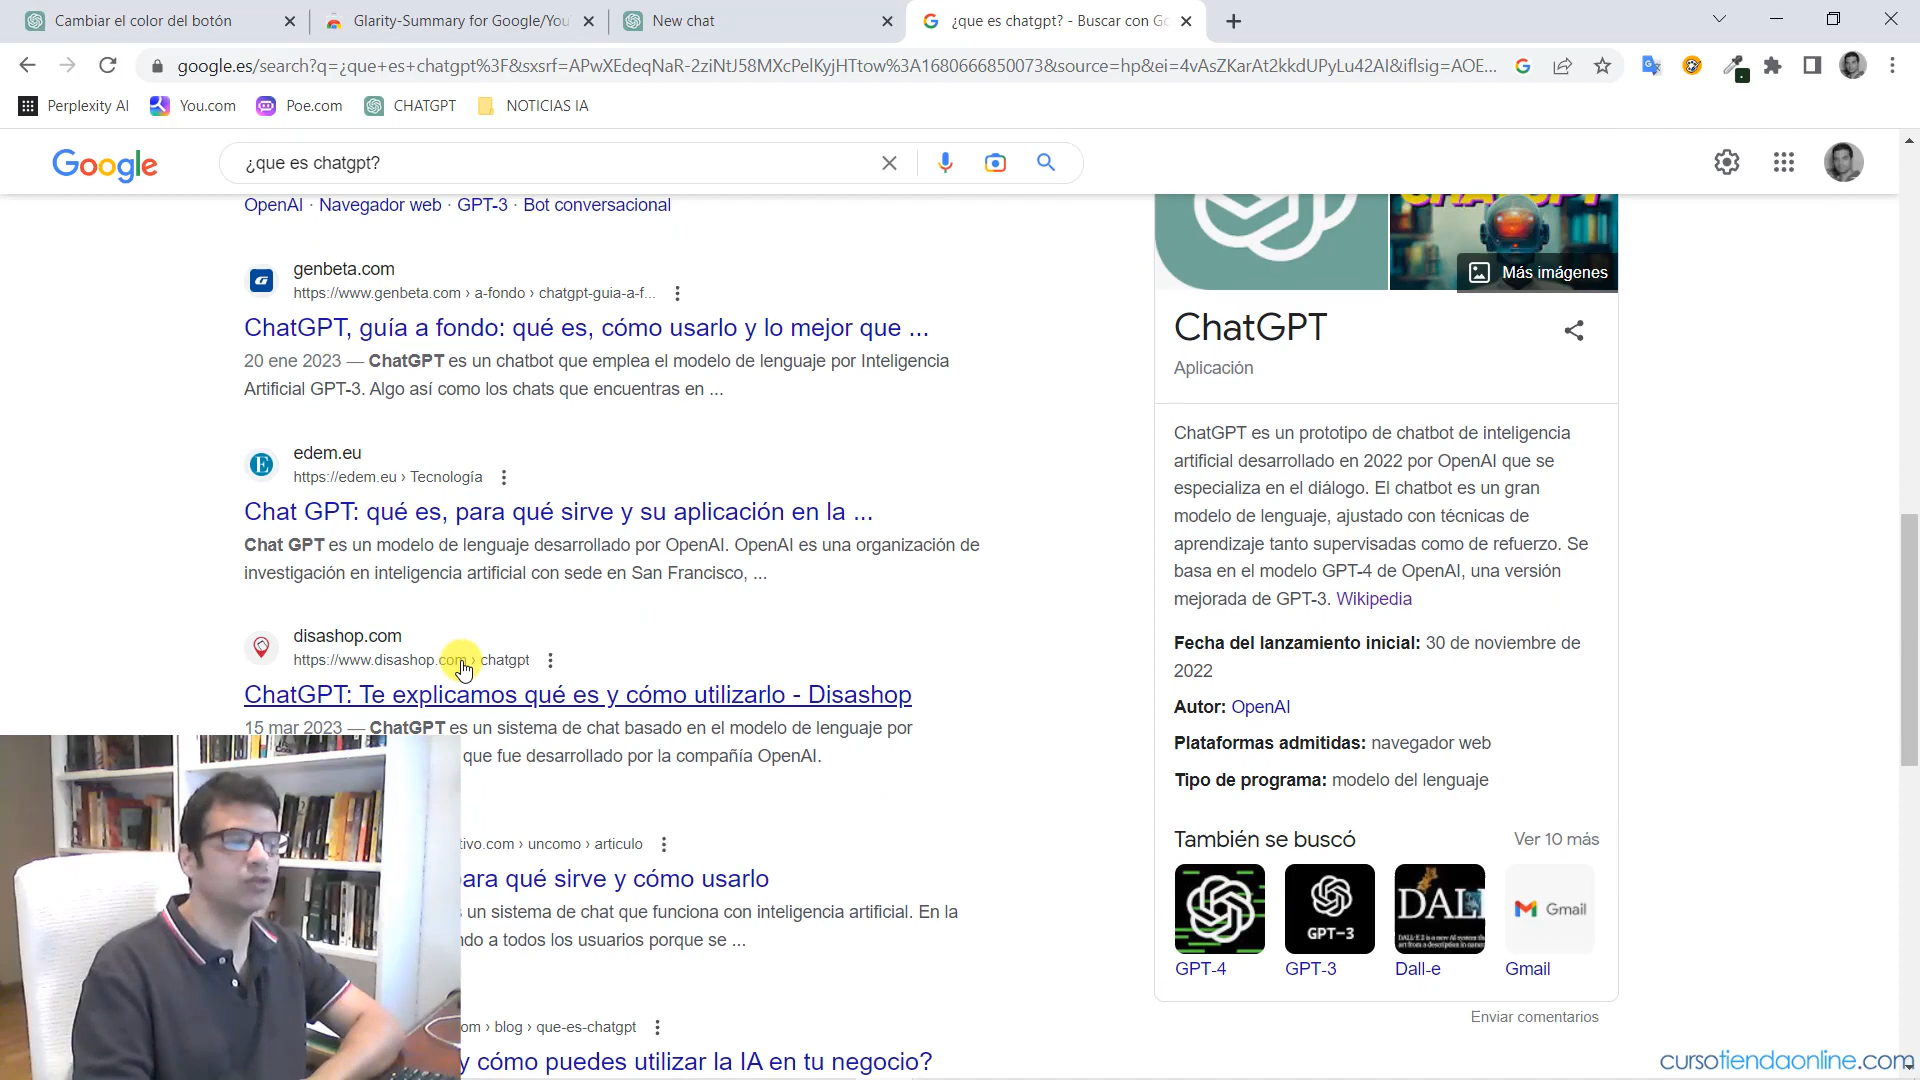 Cambiar el color del botón
Glarity-Summary for Google/You
New chat
¿que es chatgpt? - Buscar con Go
google.es/search?q=¿que+es+chatgpt%3F&sxsrf=APwXEdeqNaR-2ziNtJ58MXcPelKyjHTtow%3A1680666850073&source=hp&ei=4vAsZKarAt2kkdUPyLu42AI&iflsig=AOE...
Perplexity AI
You.com
Poe.com
CHATGPT
NOTICIAS IA
Google
¿que es chatgpt?
OpenAI · Navegador web · GPT-3 · Bot conversacional
genbeta.com
https://www.genbeta.com › a-fondo › chatgpt-guia-a-f...
ChatGPT, guía a fondo: qué es, cómo usarlo y lo mejor que ...
20 ene 2023 — ChatGPT es un chatbot que emplea el modelo de lenguaje por Inteligencia
Artificial GPT-3. Algo así como los chats que encuentras en ...
edem.eu
https://edem.eu › Tecnología
Chat GPT: qué es, para qué sirve y su aplicación en la ...
Chat GPT es un modelo de lenguaje desarrollado por OpenAI. OpenAI es una organización de
investigación en inteligencia artificial con sede en San Francisco, ...
disashop.com
https://www.disashop.com › chatgpt
ChatGPT: Te explicamos qué es y cómo utilizarlo - Disashop
15 mar 2023 — ChatGPT es un sistema de chat basado en el modelo de lenguaje por
que fue desarrollado por la compañía OpenAI.
tivo.com › uncomo › articulo
para qué sirve y cómo usarlo
un sistema de chat que funciona con inteligencia artificial. En la
ndo a todos los usuarios porque se ...
om › blog › que-es-chatgpt
y cómo puedes utilizar la IA en tu negocio?
CHATGPT
Más imágenes
ChatGPT
Aplicación
ChatGPT es un prototipo de chatbot de inteligencia
artificial desarrollado en 2022 por OpenAI que se
especializa en el diálogo. El chatbot es un gran
modelo de lenguaje, ajustado con técnicas de
aprendizaje tanto supervisadas como de refuerzo. Se
basa en el modelo GPT-4 de OpenAI, una versión
mejorada de GPT-3. Wikipedia
Fecha del lanzamiento inicial: 30 de noviembre de
2022
Autor: OpenAI
Plataformas admitidas: navegador web
Tipo de programa: modelo del lenguaje
También se buscó
Ver 10 más
GPT-3
DALL
Gmail
GPT-4
GPT-3
Dall-e
Gmail
Enviar comentarios
cursotiendaonline.com